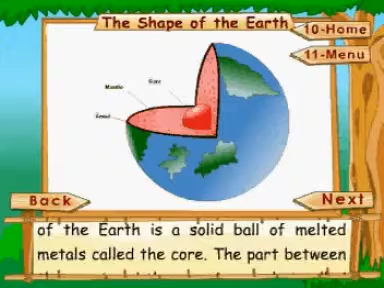 The Shape of the Earth
10-Home
11-Menu
Core
Mantle
Back
Next
of the Earth is a solid ball of melted
metals called the core. The part between